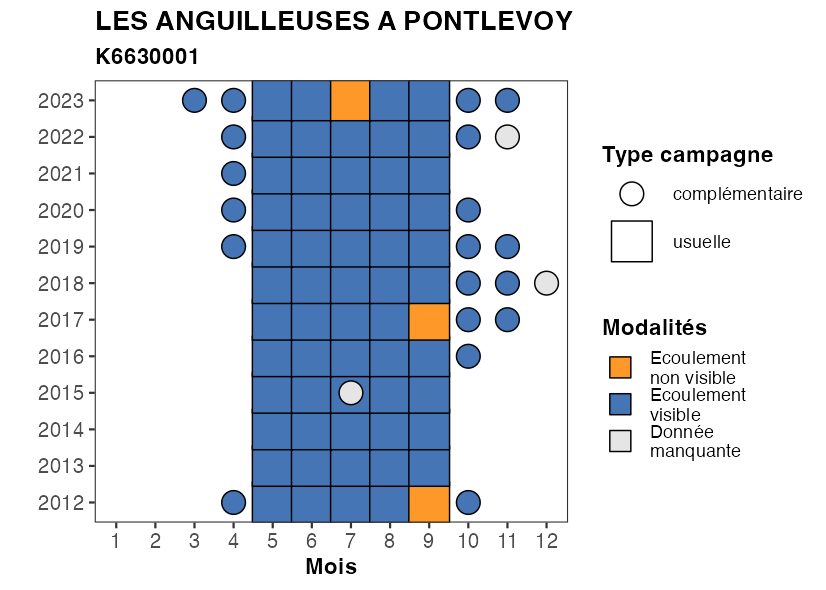 LES ANGUILLEUSES A PONTLEVOY
K6630001
2023
2022
2021
2020
2019
2018
2017
2016
2015
2014
2013
2012
1 2 3 4 5 6 7 8 9 10 11 12
Mois
Type campagne
complémentaire
usuelle
Modalités
Ecoulement
non visible
Ecoulement
visible
Donnée
manquante